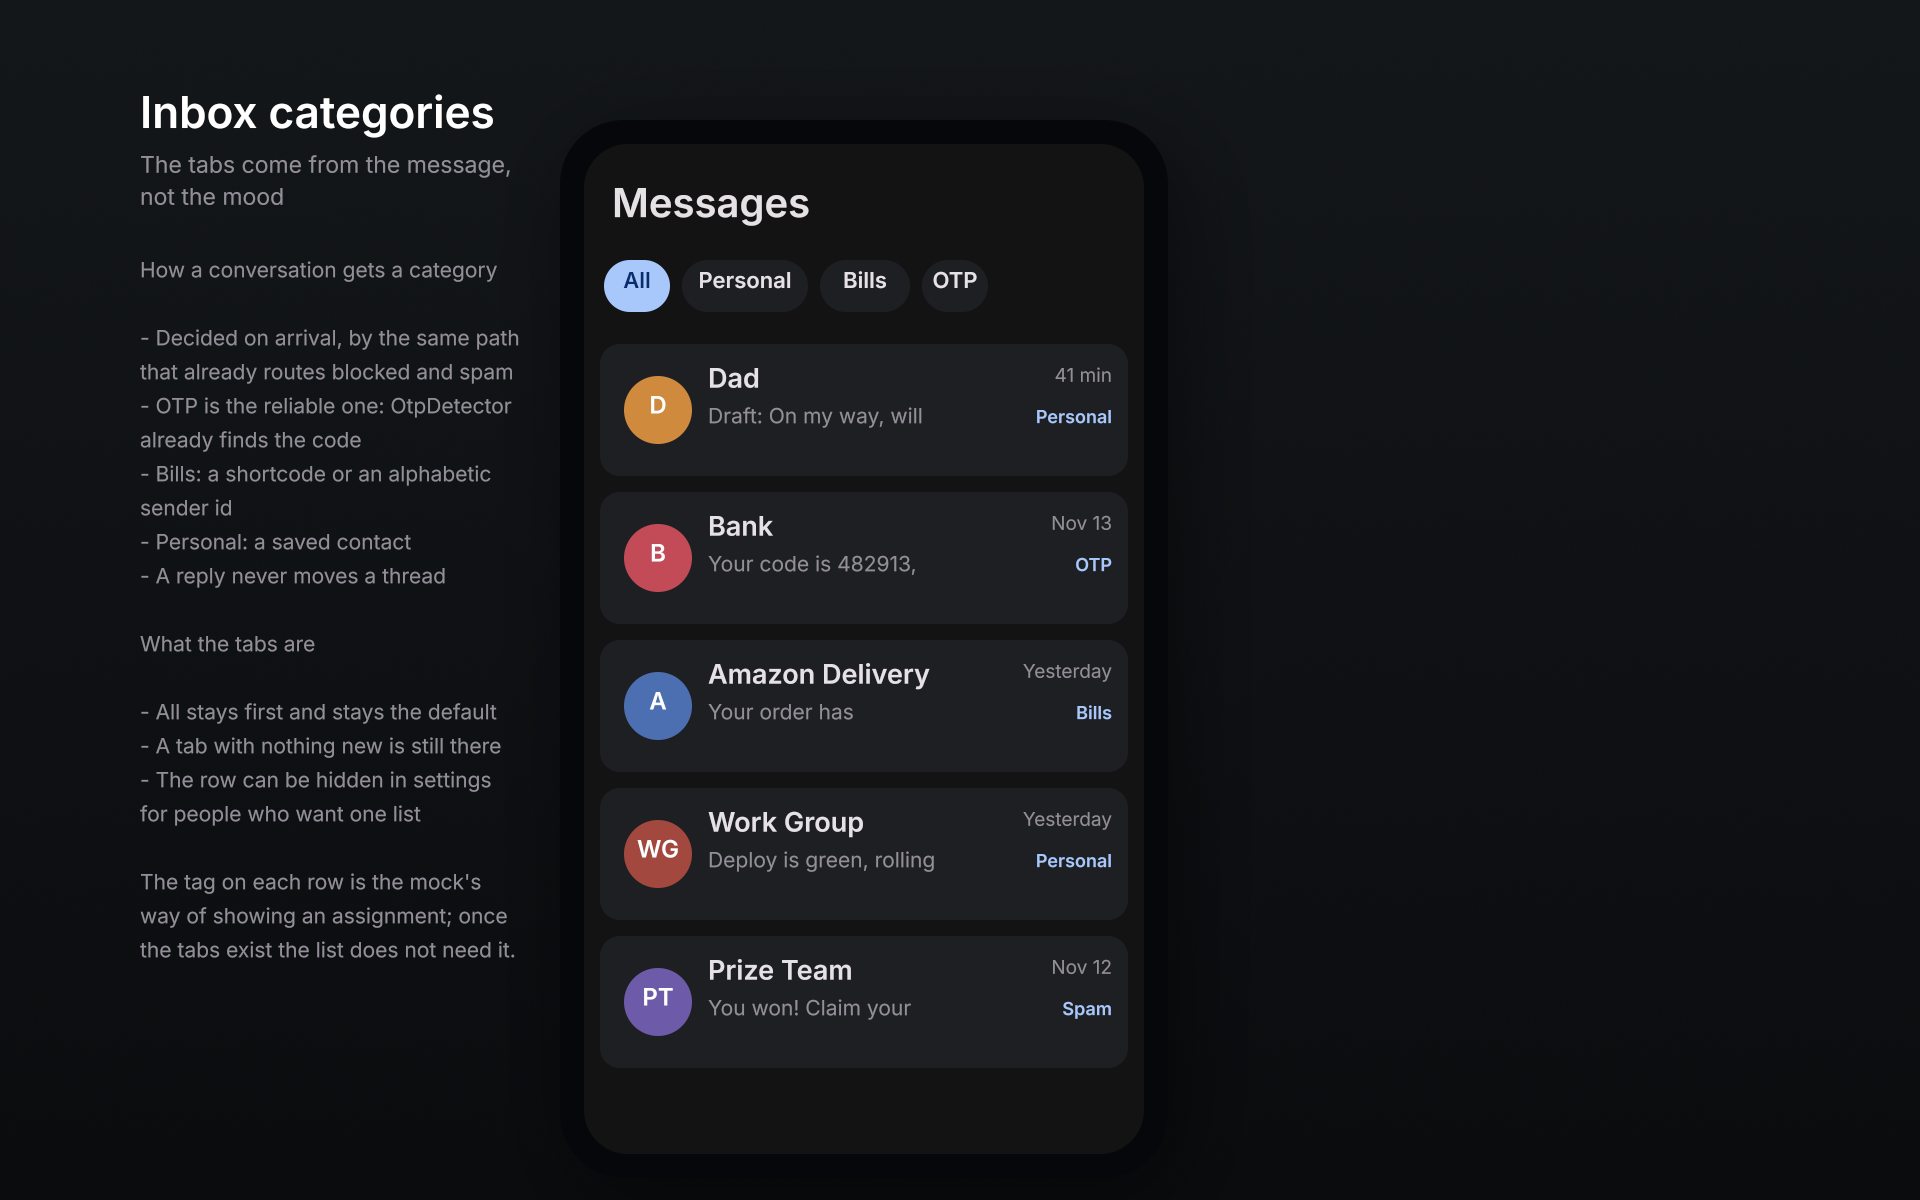 Inbox categories
The tabs come from the message,
not the mood
How a conversation gets a category
- Decided on arrival, by the same path
that already routes blocked and spam
- OTP is the reliable one: OtpDetector
already finds the code
- Bills: a shortcode or an alphabetic
sender id
- Personal: a saved contact
- A reply never moves a thread
What the tabs are
- All stays first and stays the default
- A tab with nothing new is still there
- The row can be hidden in settings
for people who want one list
The tag on each row is the mock's
way of showing an assignment; once
the tabs exist the list does not need it.
Messages
All Personal Bills OTP
D
Dad 41 min
Draft: On my way, will Personal
B
Bank Nov 13
Your code is 482913, OTP
A
Amazon Delivery Yesterday
Your order has Bills
WG
Work Group Yesterday
Deploy is green, rolling Personal
PT
Prize Team Nov 12
You won! Claim your Spam